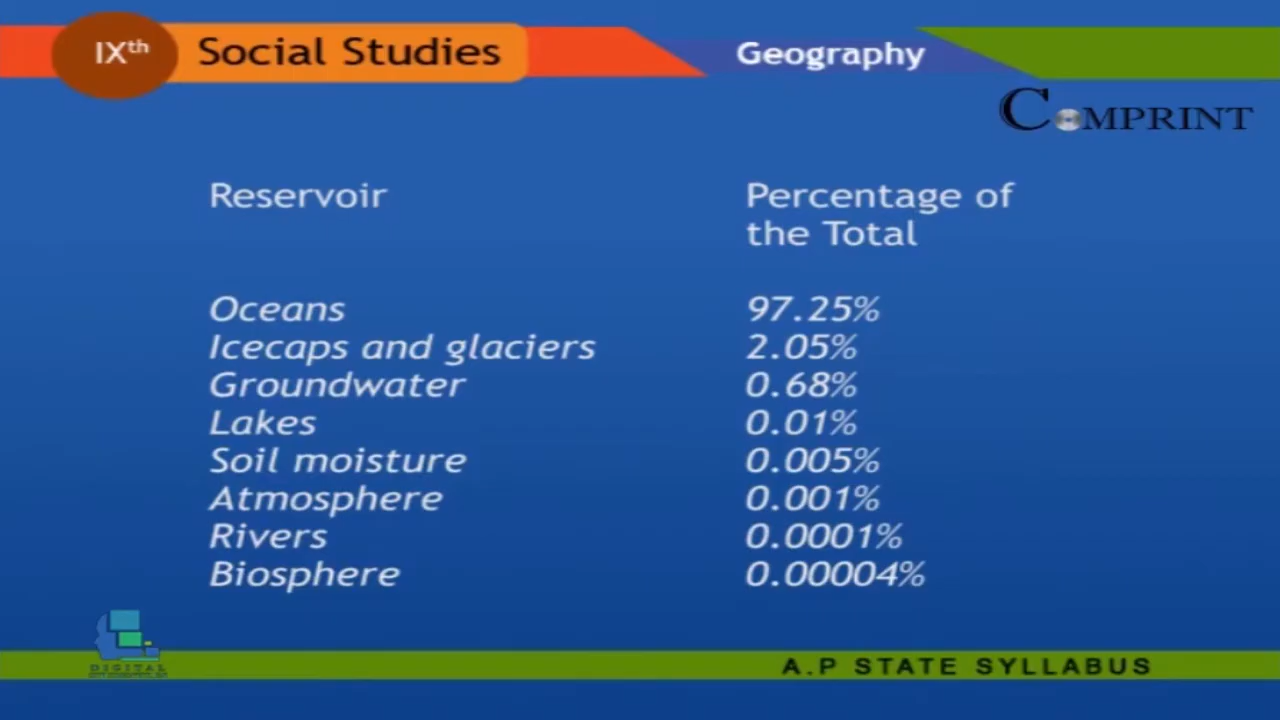 IXth Social Studies Geography
COMPRINT
Reservoir Percentage of
the Total
Oceans 97.25%
Icecaps and glaciers 2.05%
Groundwater 0.68%
Lakes 0.01%
Soil moisture 0.005%
Atmosphere 0.001%
Rivers 0.0001%
Biosphere 0.00004%
DIGITAL
A.P STATE SYLLABUS